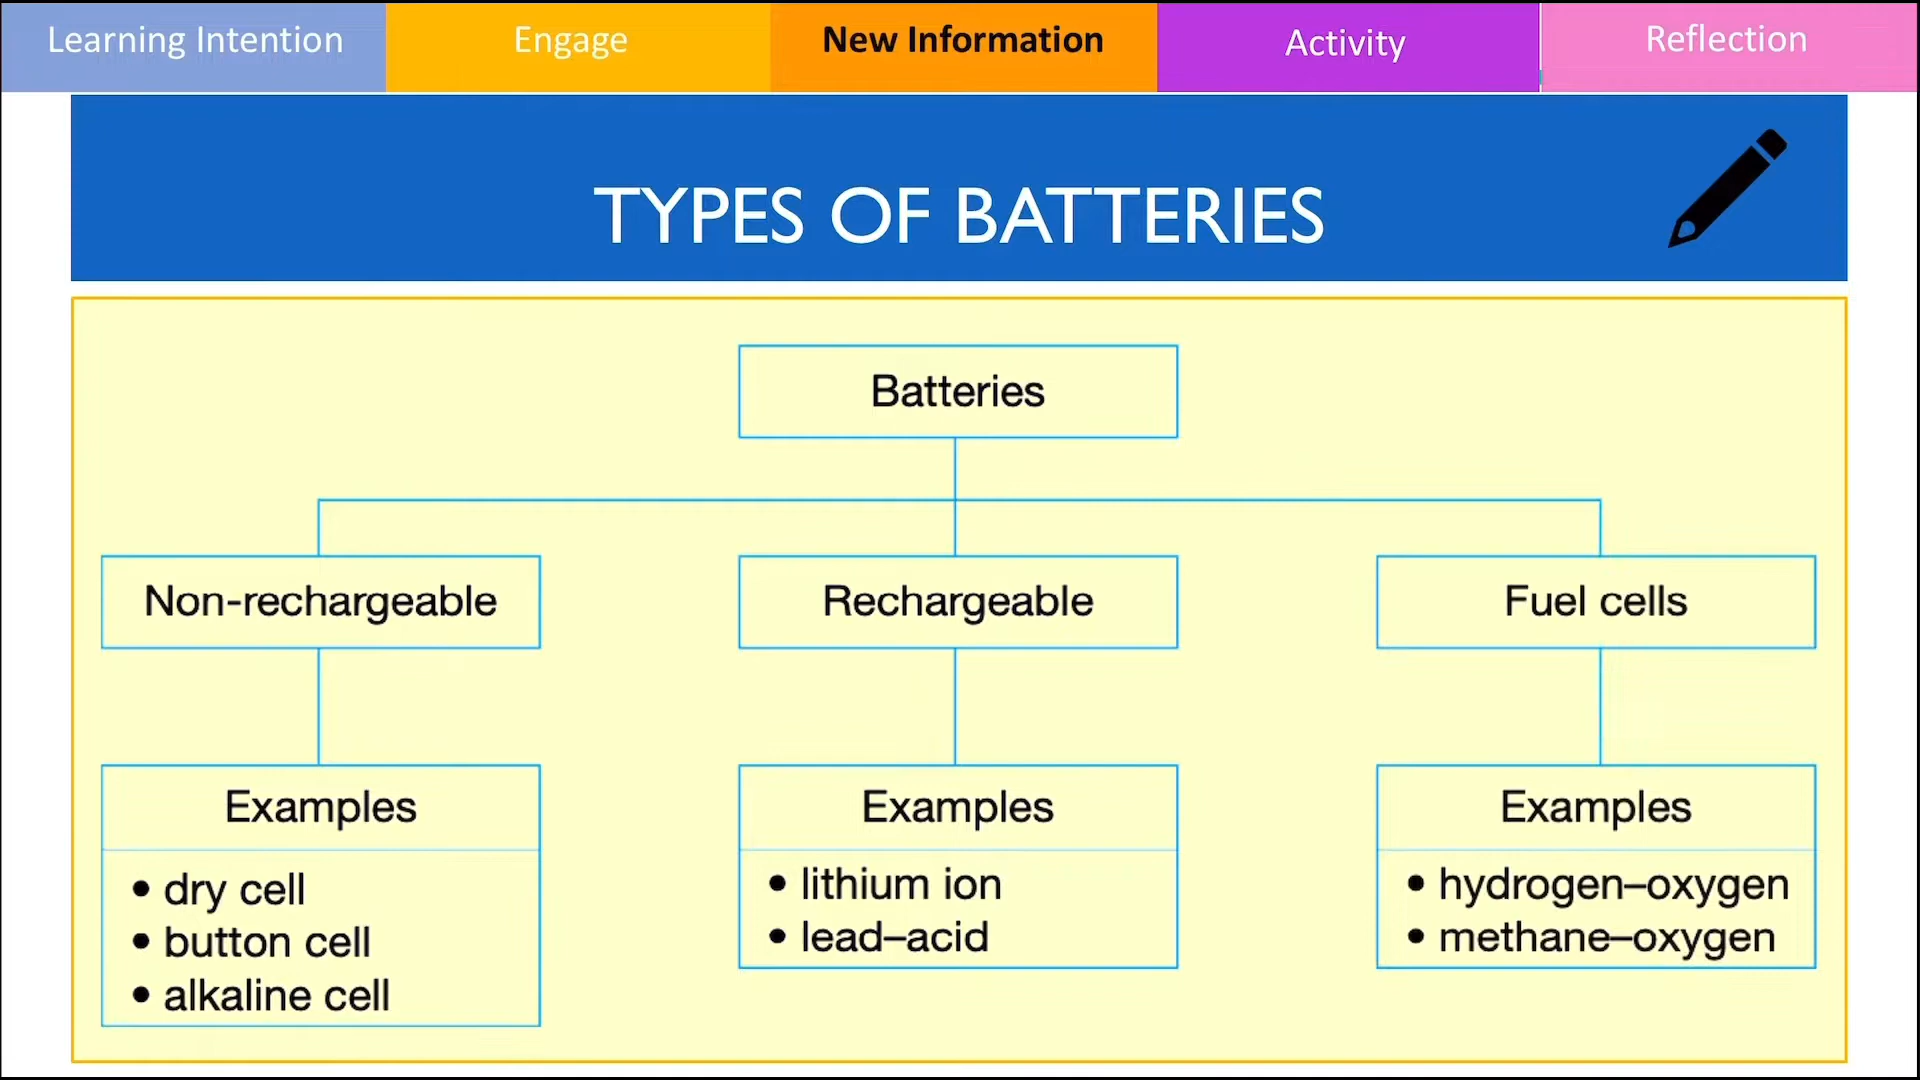 Learning Intention
Engage
New Information
Activity
Reflection
TYPES OF BATTERIES
Batteries
Non-rechargeable
Rechargeable
Fuel cells
Examples
• dry cell
• button cell
• alkaline cell
Examples
• lithium ion
• lead–acid
Examples
• hydrogen–oxygen
• methane–oxygen